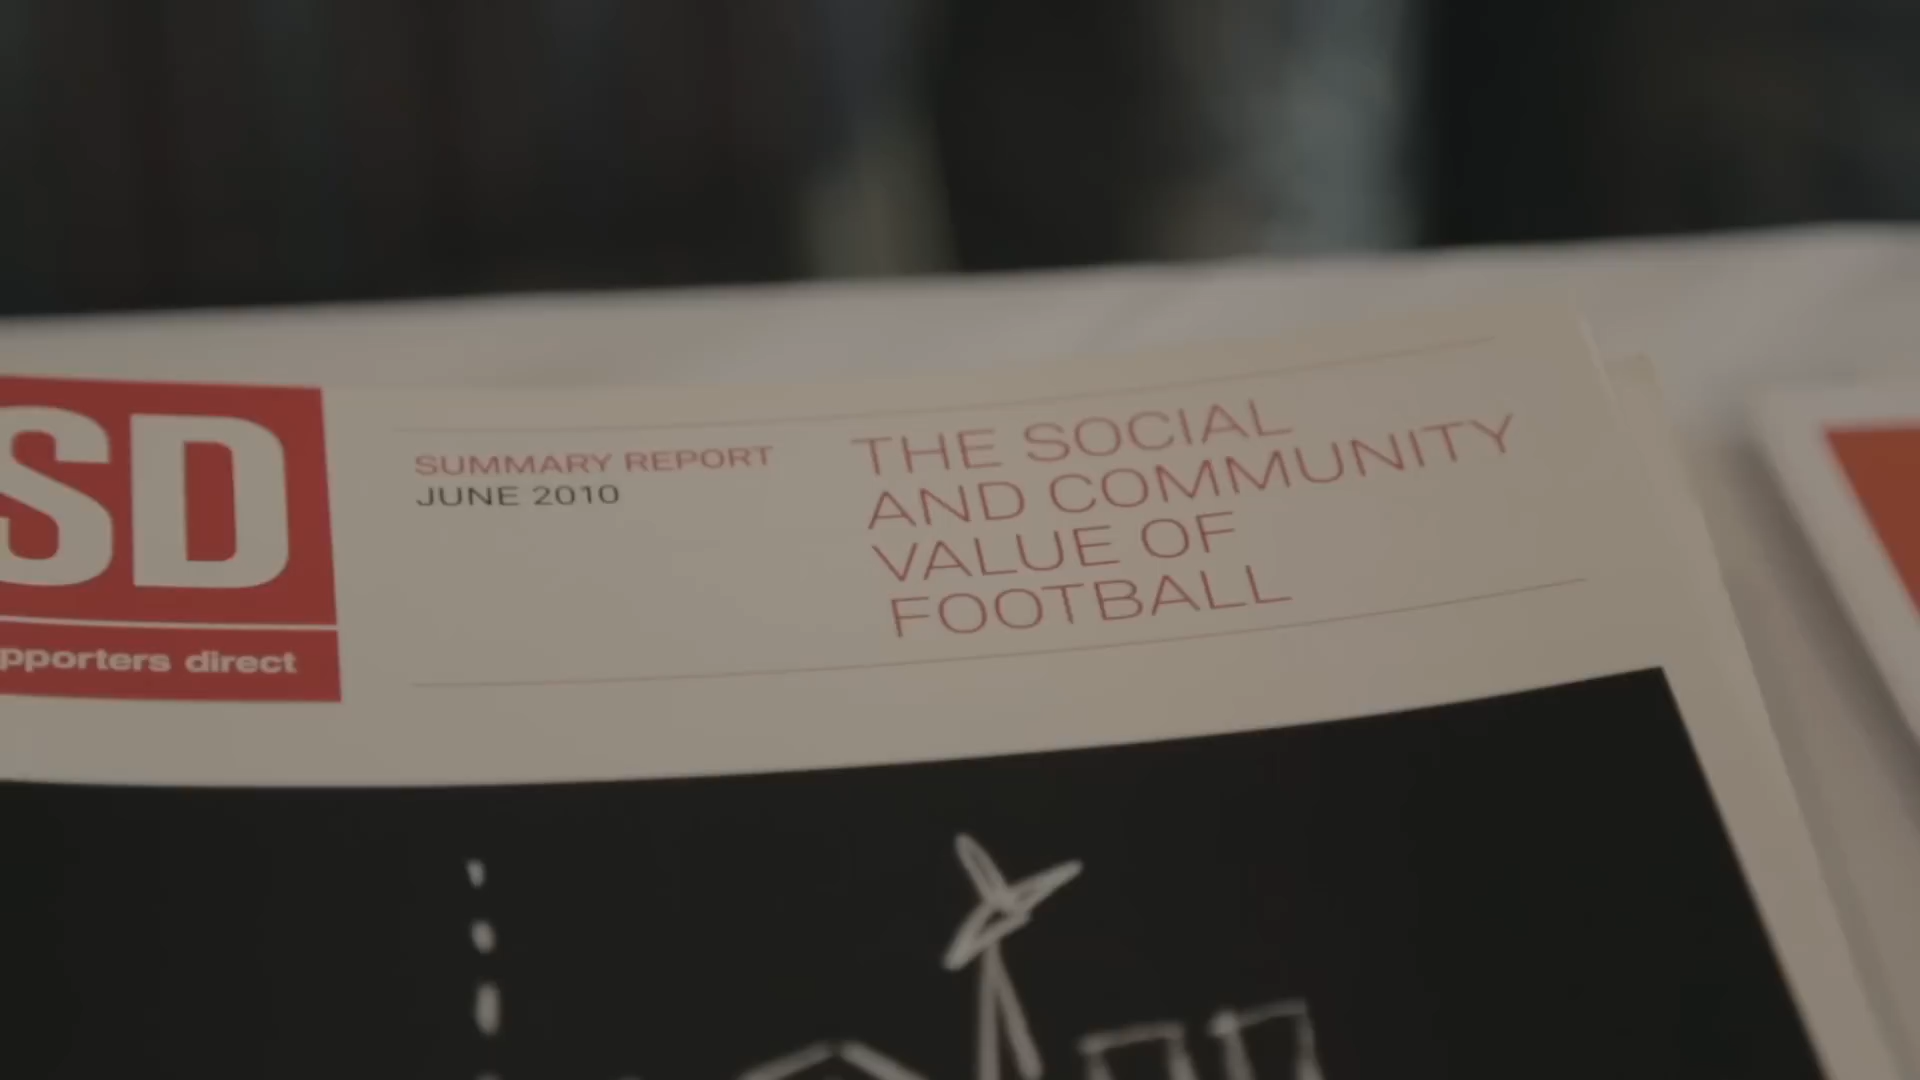 SD
pporters direct
SUMMARY REPORT
JUNE 2010
THE SOCIAL
AND COMMUNITY
VALUE OF
FOOTBALL